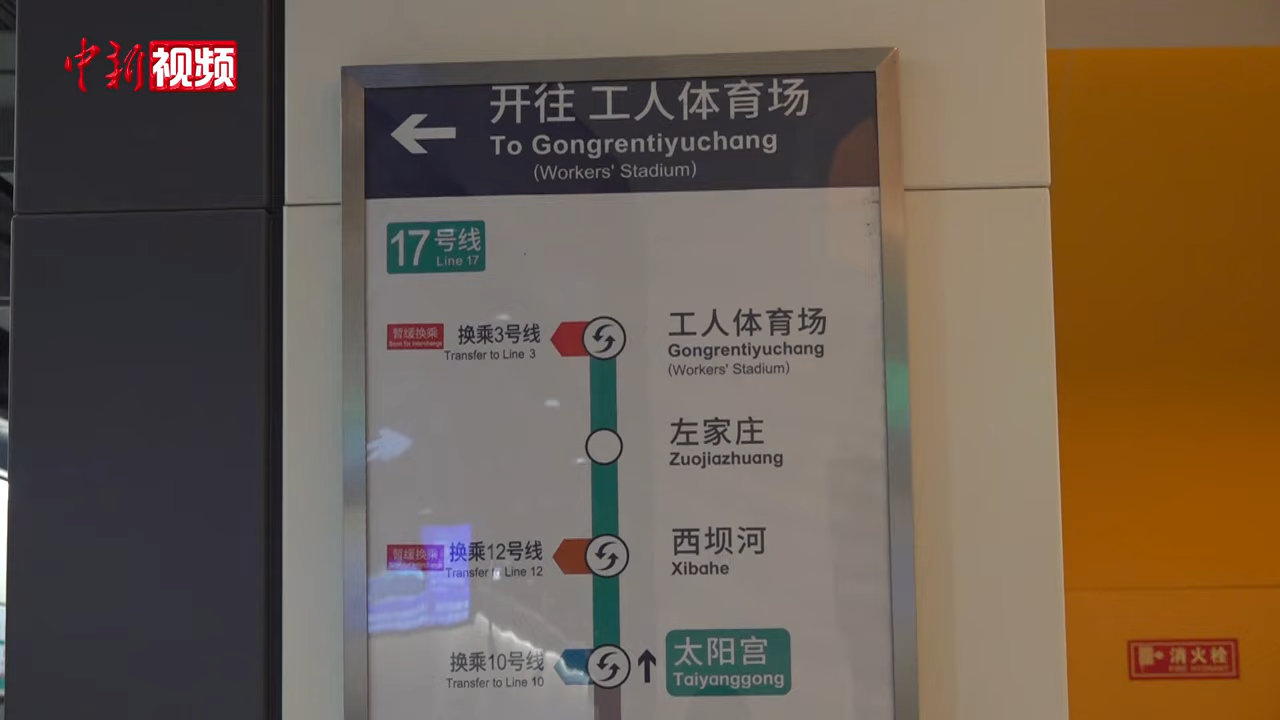 中新视频
开往 工人体育场
To Gongrentiyuchang
(Workers' Stadium)
17号线
Line 17
暂缓换乘
换乘3号线
Transfer to Line 3
工人体育场
Gongrentiyuchang
(Workers' Stadium)
左家庄
Zuojiazhuang
暂缓换乘
换乘12号线
Transfer to Line 12
西坝河
Xibahe
换乘10号线
Transfer to Line 10
太阳宫
Taiyanggong
消火栓
FIRE HYDRANT